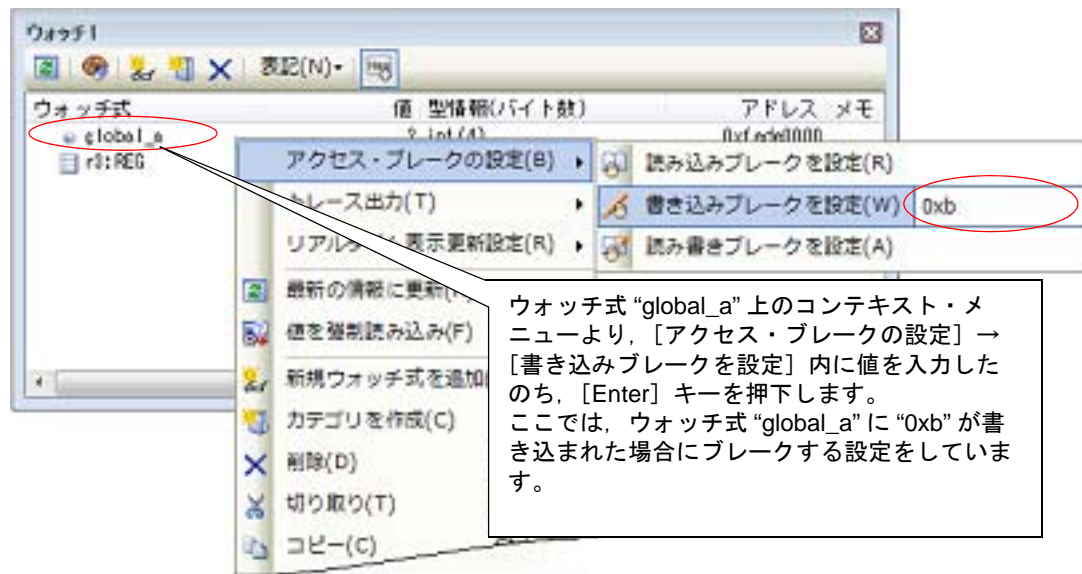 ウォッチ1
表記(N)
ウォッチ式 値 型情報(バイト数) アドレス メモ
global_a int (4)
r3:REG
アクセス・ブレークの設定(B) 読み込みブレークを設定(R)
トレース出力(T) 書き込みブレークを設定(W) 0xb
リアルタイム表示更新設定(R) 読み書きブレークを設定(A)
最新の情報に更新
値を強制読み込み(F)
新規ウォッチ式を追加
カテゴリを作成(C)
削除(D)
切り取り(T)
コピー(C)
ウォッチ式 “global_a” 上のコンテキスト・メ
ニューより，［アクセス・ブレークの設定］→
［書き込みブレークを設定］内に値を入力した
のち，［Enter］キーを押下します。
ここでは，ウォッチ式 “global_a” に “0xb” が書
き込まれた場合にブレークする設定をしていま
す。